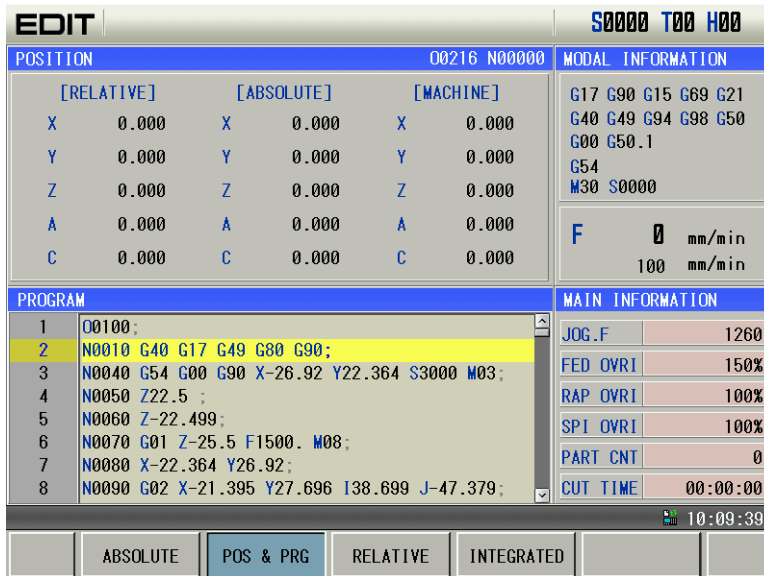 EDIT
S0000 T00 H00
POSITION O0216 N00000
[RELATIVE] [ABSOLUTE] [MACHINE]
X 0.000 X 0.000 X 0.000
Y 0.000 Y 0.000 Y 0.000
Z 0.000 Z 0.000 Z 0.000
A 0.000 A 0.000 A 0.000
C 0.000 C 0.000 C 0.000
MODAL INFORMATION
G17 G90 G15 G69 G21
G40 G49 G94 G98 G50
G00 G50.1
G54
M30 S0000
F 0 mm/min
100 mm/min
PROGRAM
1 O0100;
2 N0010 G40 G17 G49 G80 G90;
3 N0040 G54 G00 G90 X-26.92 Y22.364 S3000 M03;
4 N0050 Z22.5 ;
5 N0060 Z-22.499;
6 N0070 G01 Z-25.5 F1500. M08;
7 N0080 X-22.364 Y26.92;
8 N0090 G02 X-21.395 Y27.696 I38.699 J-47.379;
MAIN INFORMATION
JOG.F 1260
FED OVRI 150%
RAP OVRI 100%
SPI OVRI 100%
PART CNT 0
CUT TIME 00:00:00
10:09:39
ABSOLUTE POS & PRG RELATIVE INTEGRATED